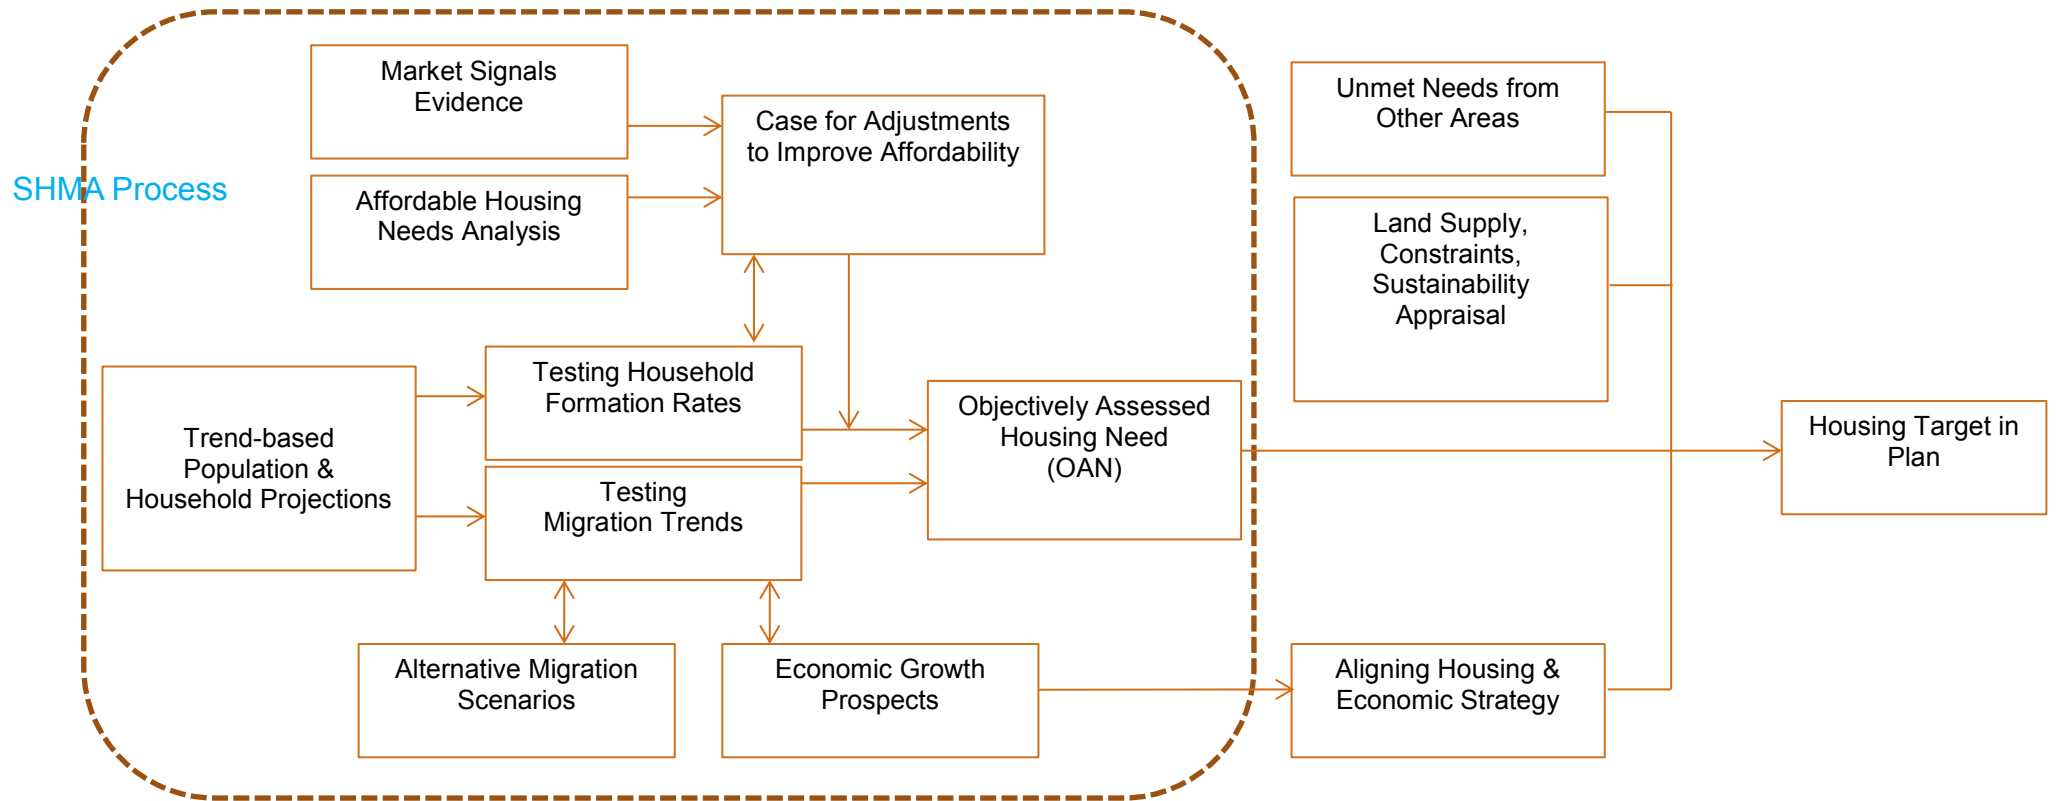 SHMA Process
Market Signals
Evidence
Affordable Housing
Needs Analysis
Case for Adjustments
to Improve Affordability
Trend-based
Population &
Household Projections
Testing Household
Formation Rates
Testing
Migration Trends
Alternative Migration
Scenarios
Economic Growth
Prospects
Objectively Assessed
Housing Need
(OAN)
Unmet Needs from
Other Areas
Land Supply,
Constraints,
Sustainability
Appraisal
Aligning Housing &
Economic Strategy
Housing Target in
Plan